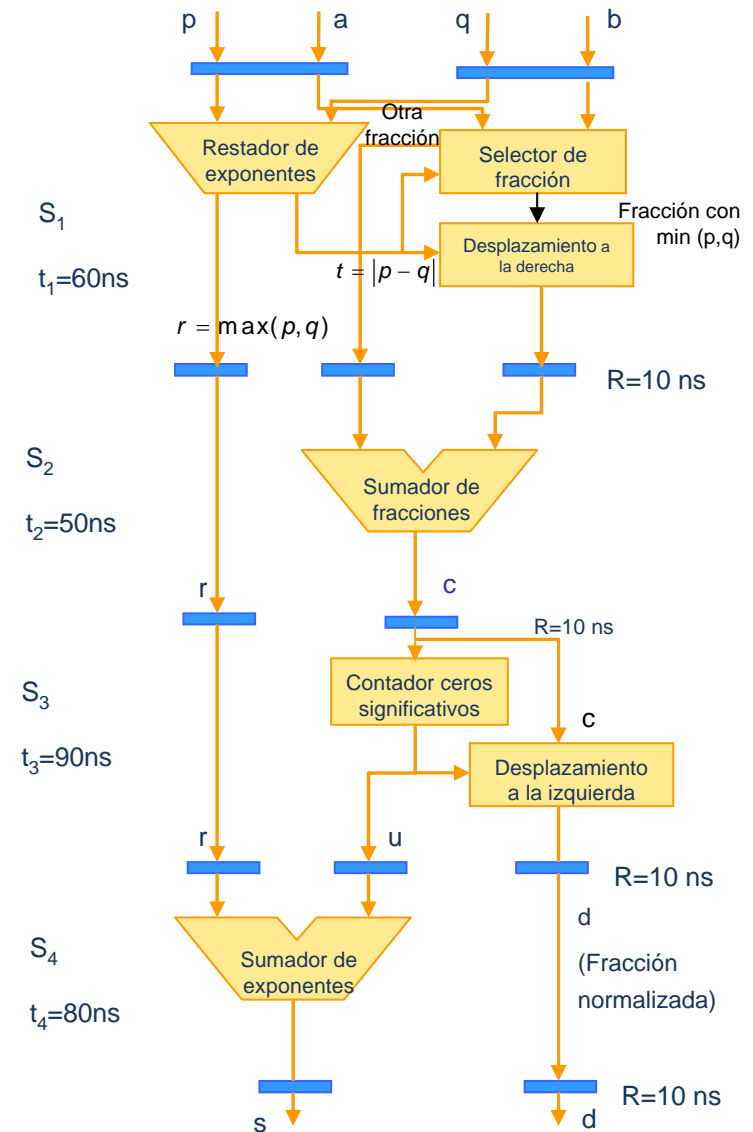 p a q b
Otra
fracción
Restador de
exponentes
Selector de
fracción
S1
Fracción con
min (p,q)
Desplazamiento a
la derecha
t1=60ns
t = |p − q|
r = max(p,q)
R=10 ns
S2
Sumador de
fracciones
t2=50ns
r
c
R=10 ns
S3
Contador ceros
significativos
c
t3=90ns
Desplazamiento
a la izquierda
r u
R=10 ns
d
S4
Sumador de
exponentes
(Fracción
normalizada)
t4=80ns
R=10 ns
s d